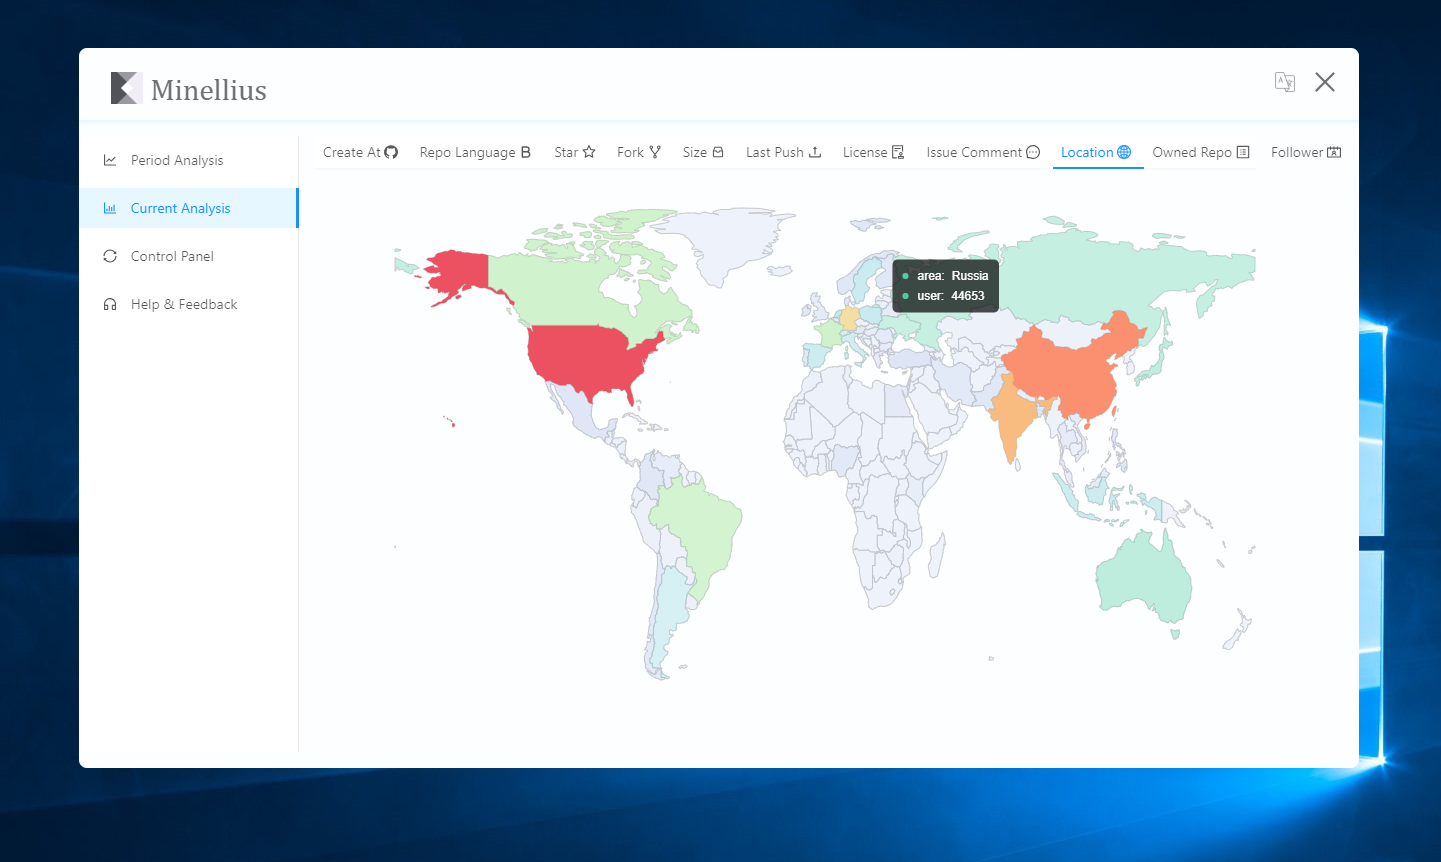 Minellius
Period Analysis
Current Analysis
Control Panel
Help & Feedback
Create At
Repo Language
Star
Fork
Size
Last Push
License
Issue Comment
Location
Owned Repo
Follower
area: Russia
user: 44653